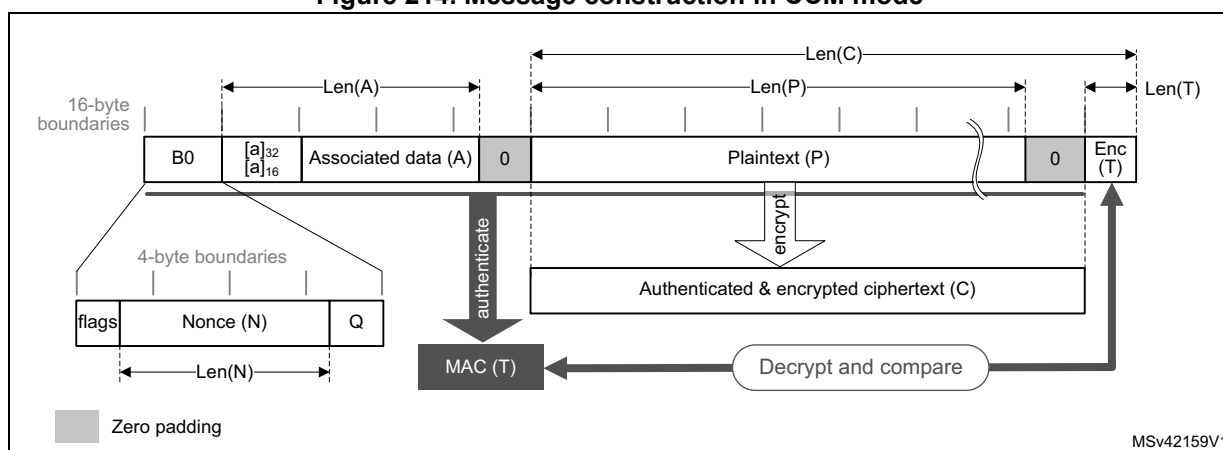 Figure 214. Message construction in CCM mode
Len(C)
Len(A)
Len(P)
Len(T)
16-byte
boundaries
B0
[a]32
[a]16
Associated data (A)
0
Plaintext (P)
0
Enc
(T)
authenticate
encrypt
4-byte boundaries
Authenticated & encrypted ciphertext (C)
flags
Nonce (N)
Q
Len(N)
MAC (T)
Decrypt and compare
Zero padding
MSv42159V1